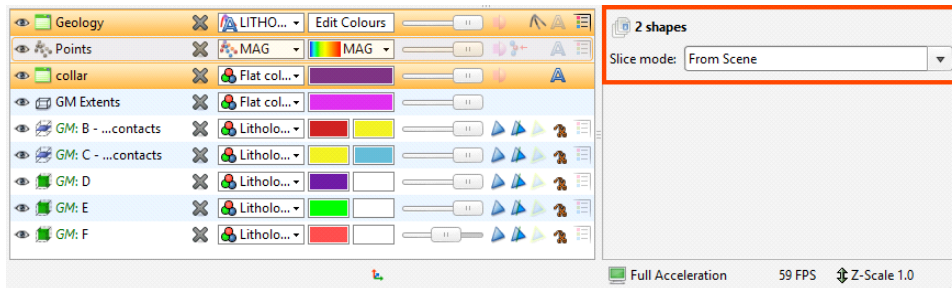 Geology LITHO... Edit Colours
Points MAG MAG
collar Flat col...
GM Extents Flat col...
GM: B - ...contacts Litholo...
GM: C - ...contacts Litholo...
GM: D Litholo...
GM: E Litholo...
GM: F Litholo...
2 shapes
Slice mode: From Scene
Full Acceleration 59 FPS Z-Scale 1.0